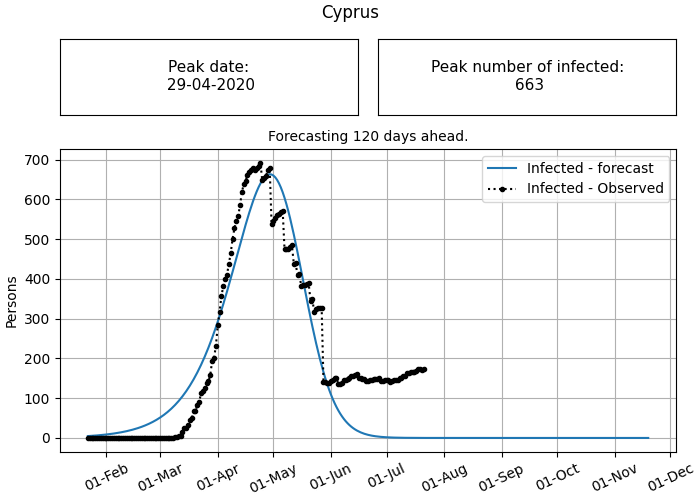 Cyprus
Peak date:
29-04-2020
Peak number of infected:
663
Forecasting 120 days ahead.
Infected - forecast
Infected - Observed
Persons
700
600
500
400
300
200
100
0
01-Feb
01-Mar
01-Apr
01-May
01-Jun
01-Jul
01-Aug
01-Sep
01-Oct
01-Nov
01-Dec